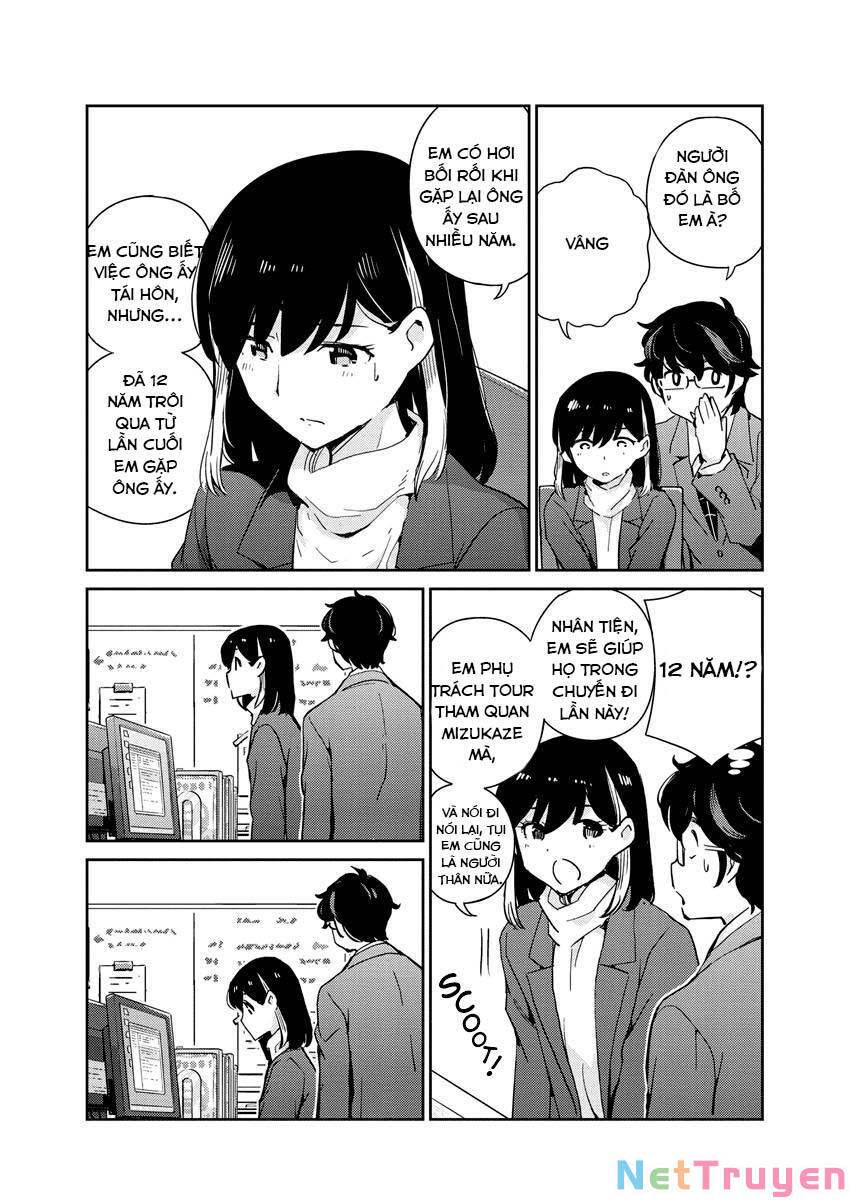 NGƯỜI
ĐÀN ÔNG
ĐÓ LÀ BỐ
EM À?
VÂNG
EM CÓ HƠI
BỐI RỐI KHI
GẶP LẠI ÔNG
ẤY SAU
NHIỀU NĂM.
EM CŨNG BIẾT
VIỆC ÔNG ẤY
TÁI HÔN,
NHƯNG...
ĐÃ 12
NĂM TRÔI
QUA TỪ
LẦN CUỐI
EM GẶP
ÔNG ẤY.
12 NĂM!?
NHÂN TIỆN,
EM SẼ GIÚP
HỌ TRONG
CHUYẾN ĐI
LẦN NÀY!
EM PHỤ
TRÁCH TOUR
THAM QUAN
MIZUKAZE
MÀ,
VÀ NÓI ĐI
NÓI LẠI, TỤI
EM CŨNG
LÀ NGƯỜI
THÂN NỮA.
SUOOT!
NetTruyen